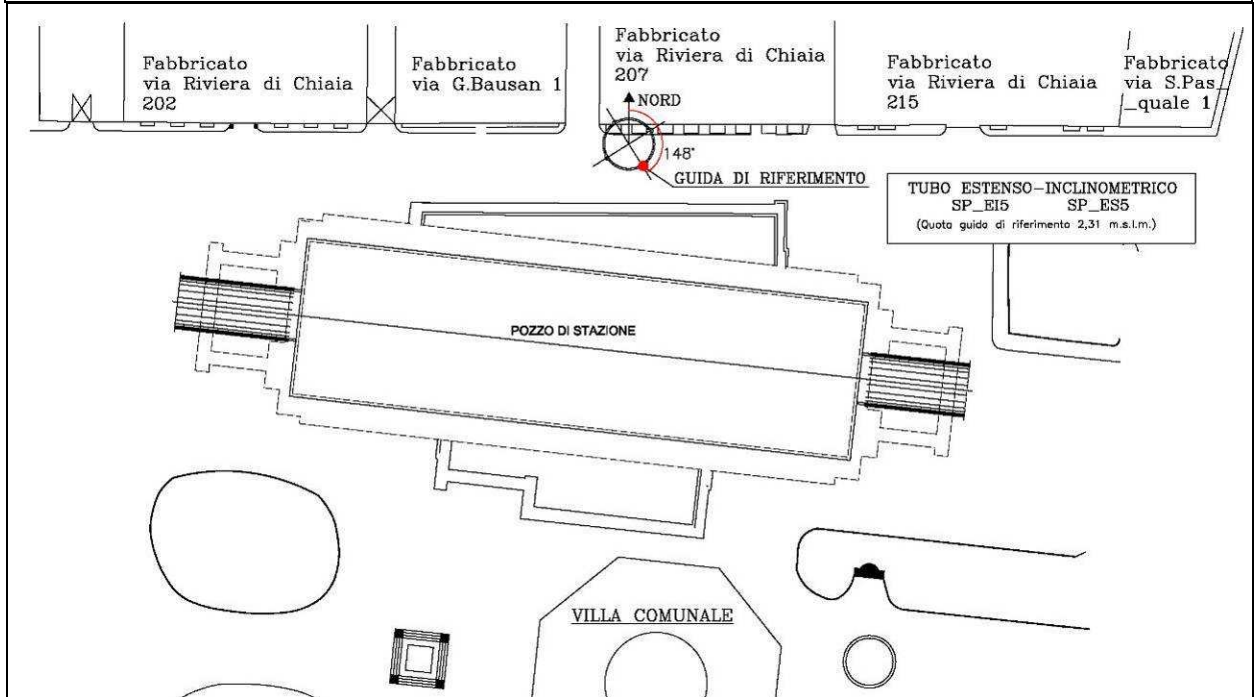 Fabbricato
via Riviera di Chiaia
202
Fabbricato
via G.Bausan 1
Fabbricato
via Riviera di Chiaia
207
Fabbricato
via Riviera di Chiaia
215
Fabbricato
via S.Pas_
_quale 1
NORD
148°
GUIDA DI RIFERIMENTO
TUBO ESTENSO-INCLINOMETRICO
SP_EI5 SP_ES5
(Quota guida di riferimento 2,31 m.s.l.m.)
POZZO DI STAZIONE
VILLA COMUNALE